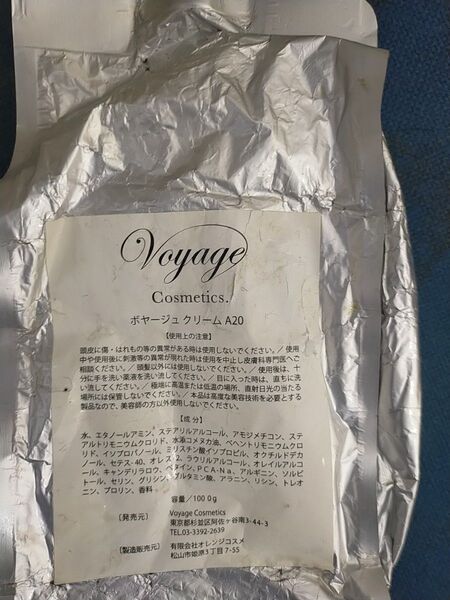 Voyage
Cosmetics.
ボヤージュ クリーム A20
【使用上の注意】
頭皮に傷・はれもの等の異常がある時は使用しないでください。／使用
中や使用後に刺激等の異常が現れた時は使用を中止し皮膚科専門医へご
相談ください。／頭髪以外には使用しないでください。／使用後は、十
分に手を洗い薬液を洗い流してください。／目に入った時は、直ちに洗
い流してください。／極端に高温または低温の場所、直射日光の当たる
場所には保管しないでください。／本品は高度な美容技術を必要とする
製品なので、美容師の方以外使用しないでください。
【成分】
水、エタノールアミン、ステアリルアルコール、アモジメチコン、ステ
アルトリモニウムクロリド、水添コメヌカ油、ベヘントリモニウムクロ
リド、イソプロパノール、ミリスチン酸イソプロピル、オクチルドデカ
ノール、セテス-40、オレス-2、ラウリルアルコール、オレイルアルコ
ール、キャンデリラロウ、ベタイン、PCA-Na、アルギニン、ソルビ
トール、セリン、グリシン、グルタミン酸、アラニン、リシン、トレオ
ニン、プロリン、香料
容量／1000g
〔発売元〕 Voyage Cosmetics
東京都杉並区阿佐ヶ谷南3-44-3
TEL.03-3392-2639
〔製造販売元〕 有限会社オレンジコスメ
松山市姫原3丁目7-55